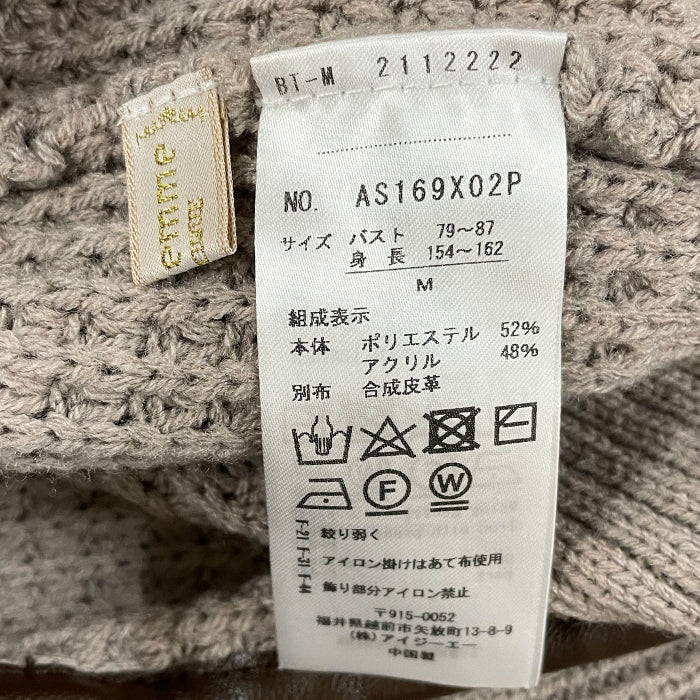 BT-M 2112222
NO. AS169X02P
サイズ バスト 79～87
身長 154～162
M
組成表示
本体 ポリエステル 52%
アクリル 48%
別布 合成皮革
F
W
F-21 絞り弱く
F-31 アイロン掛けはあて布使用
F-44 飾り部分アイロン禁止
〒915-0052
福井県越前市矢放町13-8-9
(株)アイジーエー
中国製
emme